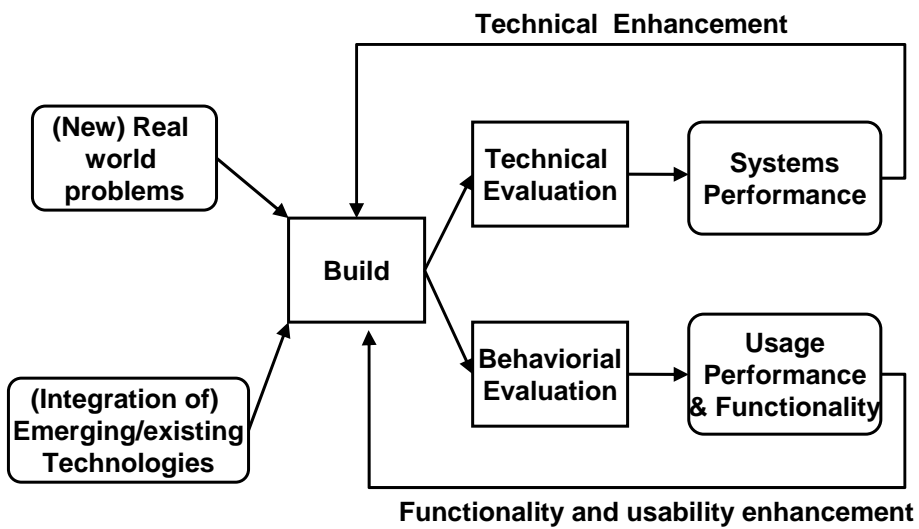 Technical Enhancement
(New) Real
world
problems
Technical
Evaluation
Systems
Performance
Build
(Integration of)
Emerging/existing
Technologies
Behaviorial
Evaluation
Usage
Performance
& Functionality
Functionality and usability enhancement